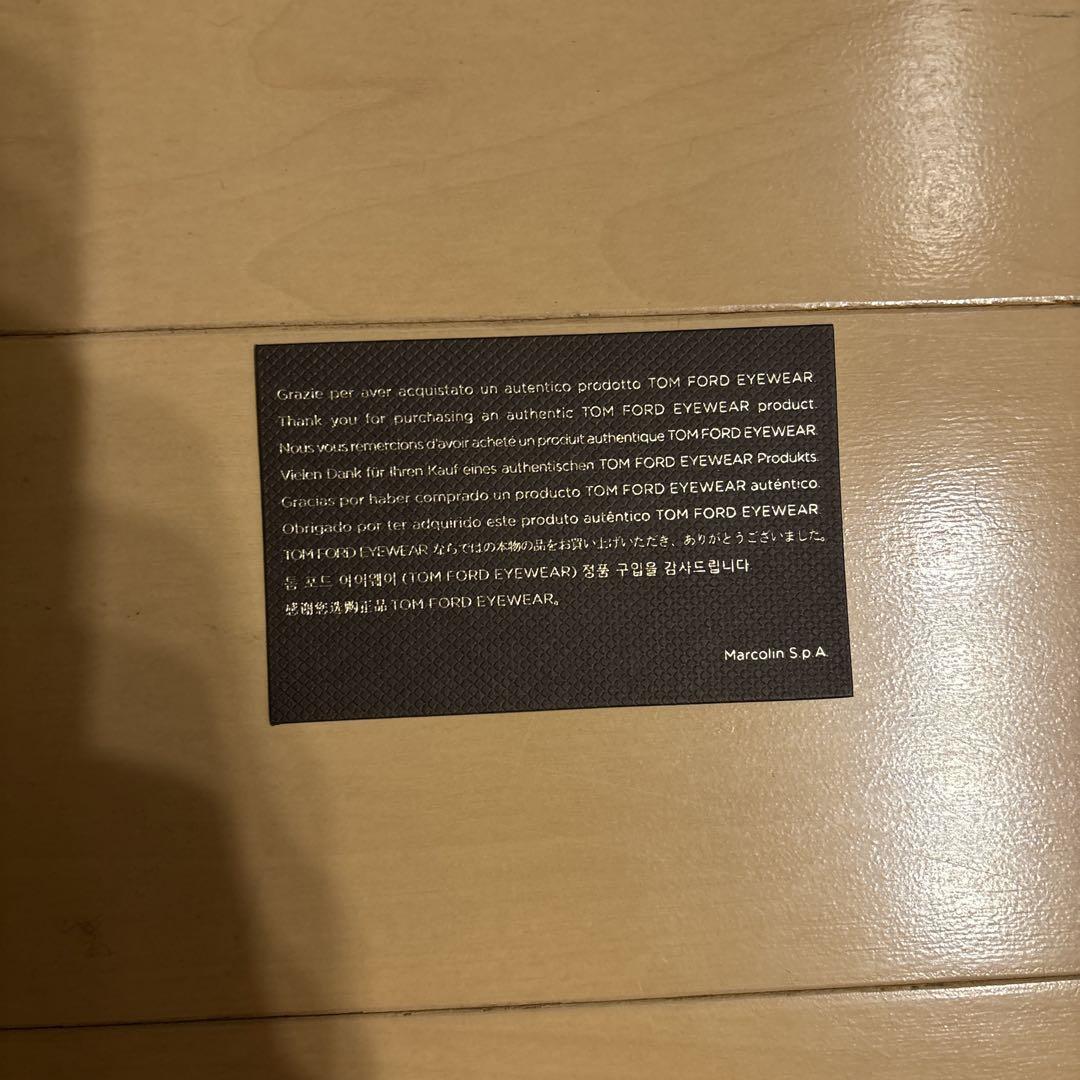 Grazie per aver acquistato un autentico prodotto TOM FORD EYEWEAR.
Thank you for purchasing an authentic TOM FORD EYEWEAR product.
Nous vous remercions d'avoir acheté un produit authentique TOM FORD EYEWEAR.
Vielen Dank für Ihren Kauf eines authentischen TOM FORD EYEWEAR Produkts.
Gracias por haber comprado un producto TOM FORD EYEWEAR auténtico.
Obrigado por ter adquirido este produto autêntico TOM FORD EYEWEAR.
TOM FORD EYEWEAR ならではの本物の品をお買い上げいただき、ありがとうございました。
톰 포드 아이웨어 (TOM FORD EYEWEAR) 정품 구입을 감사드립니다.
感谢您选购正品 TOM FORD EYEWEAR。
Marcolin S.p.A.